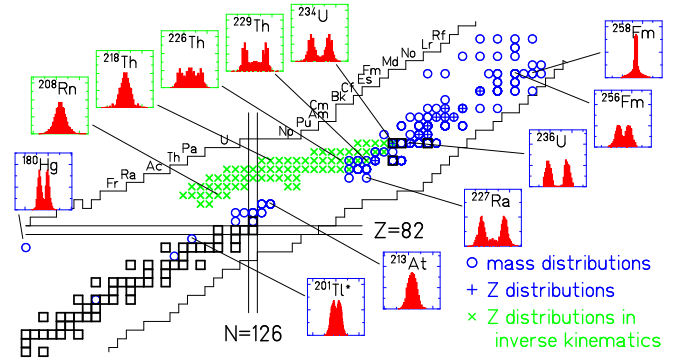 ²²⁹Th
²³⁴U
²²⁶Th
²¹⁸Th
²⁰⁸Rn
¹⁸⁰Hg
²⁵⁸Fm
²⁵⁶Fm
²³⁶U
²²⁷Ra
²¹³At
²⁰¹Tl*
Rf
Lr
No
Md
Fm
Es
Cf
Bk
Cm
Am
Pu
Np
U
Pa
Th
Ac
Ra
Fr
Z=82
N=126
mass distributions
Z distributions
Z distributions in
inverse kinematics